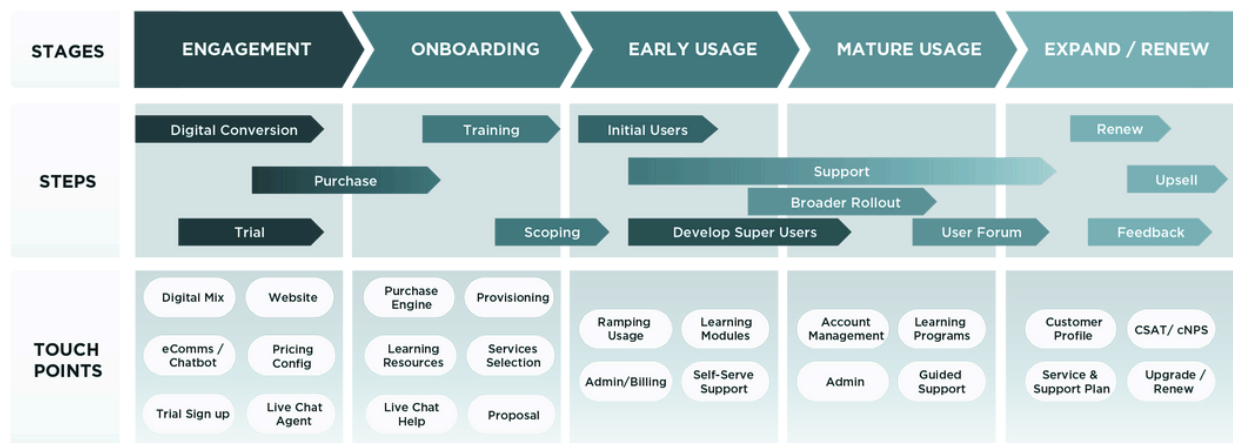 STAGES
ENGAGEMENT
ONBOARDING
EARLY USAGE
MATURE USAGE
EXPAND / RENEW
STEPS
Digital Conversion
Training
Initial Users
Renew
Purchase
Support
Upsell
Broader Rollout
Trial
Scoping
Develop Super Users
User Forum
Feedback
TOUCH
POINTS
Digital Mix
Website
eComms /
Chatbot
Pricing
Config
Trial Sign up
Live Chat
Agent
Purchase
Engine
Provisioning
Learning
Resources
Services
Selection
Live Chat
Help
Proposal
Ramping
Usage
Learning
Modules
Admin/Billing
Self-Serve
Support
Account
Management
Learning
Programs
Admin
Guided
Support
Customer
Profile
CSAT/ cNPS
Service &
Support Plan
Upgrade /
Renew